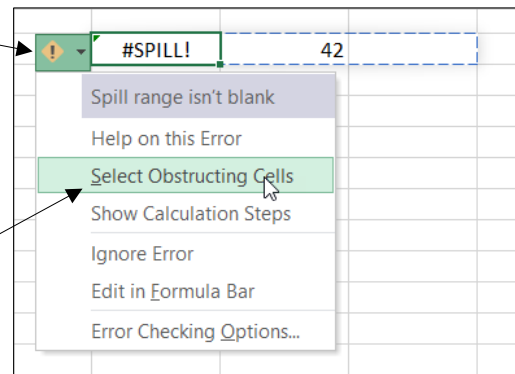 #SPILL! 42
Spill range isn't blank
Help on this Error
Select Obstructing Cells
Show Calculation Steps
Ignore Error
Edit in Formula Bar
Error Checking Options...